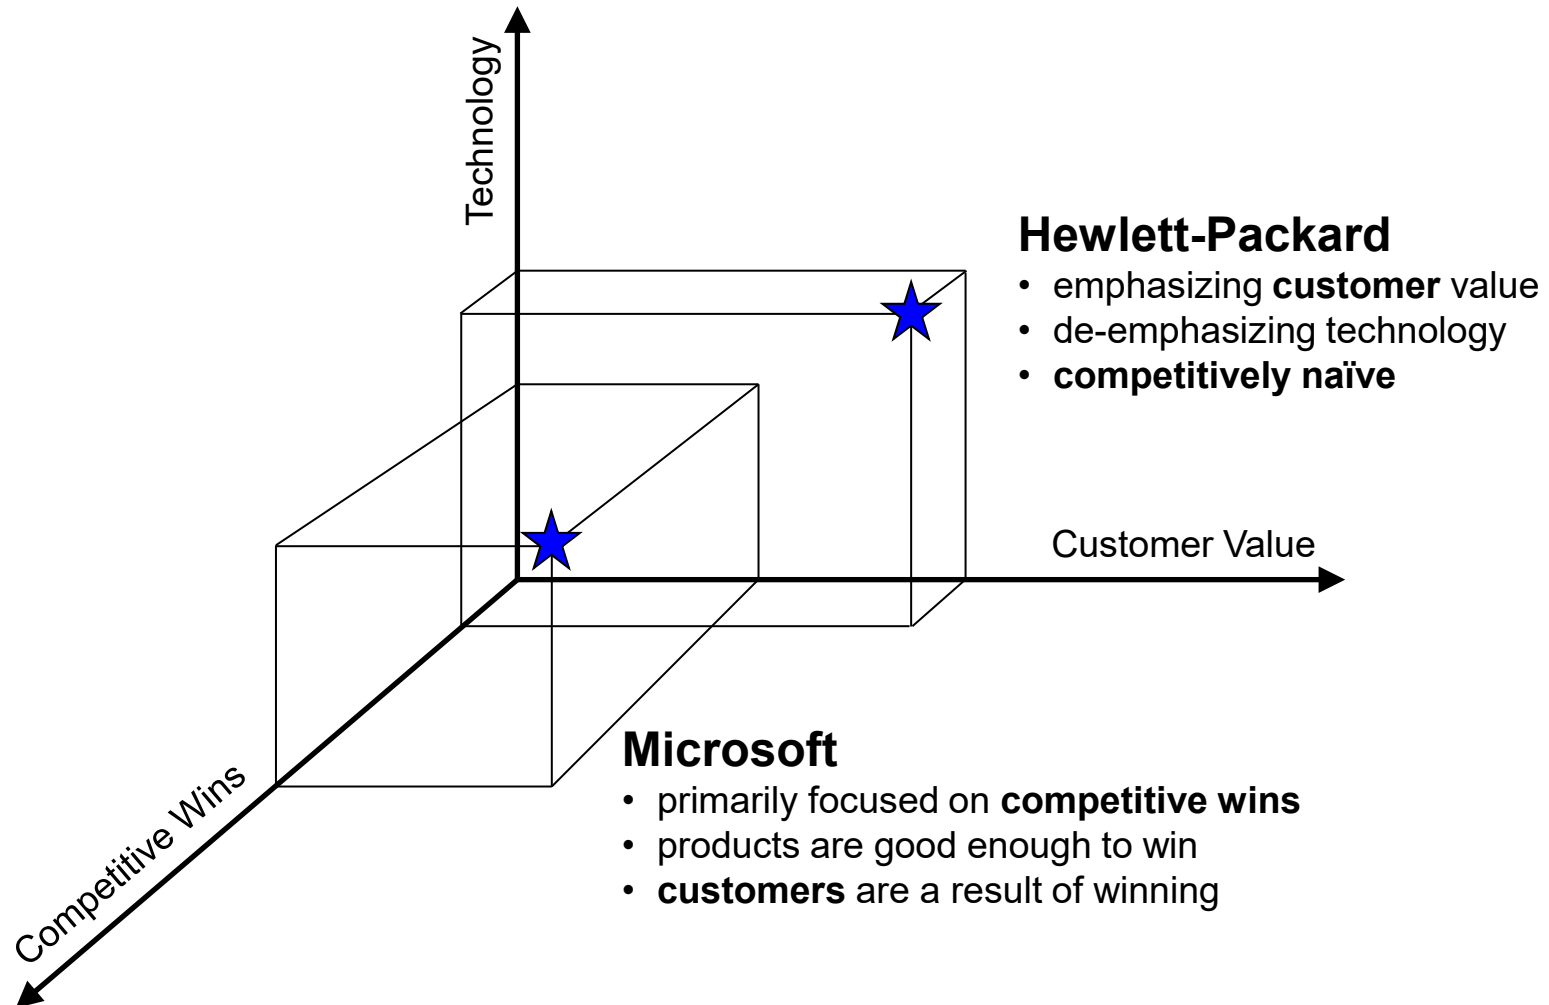 Technology
Hewlett-Packard
• emphasizing customer value
• de-emphasizing technology
• competitively naïve
Customer Value
Microsoft
• primarily focused on competitive wins
• products are good enough to win
• customers are a result of winning
Competitive Wins